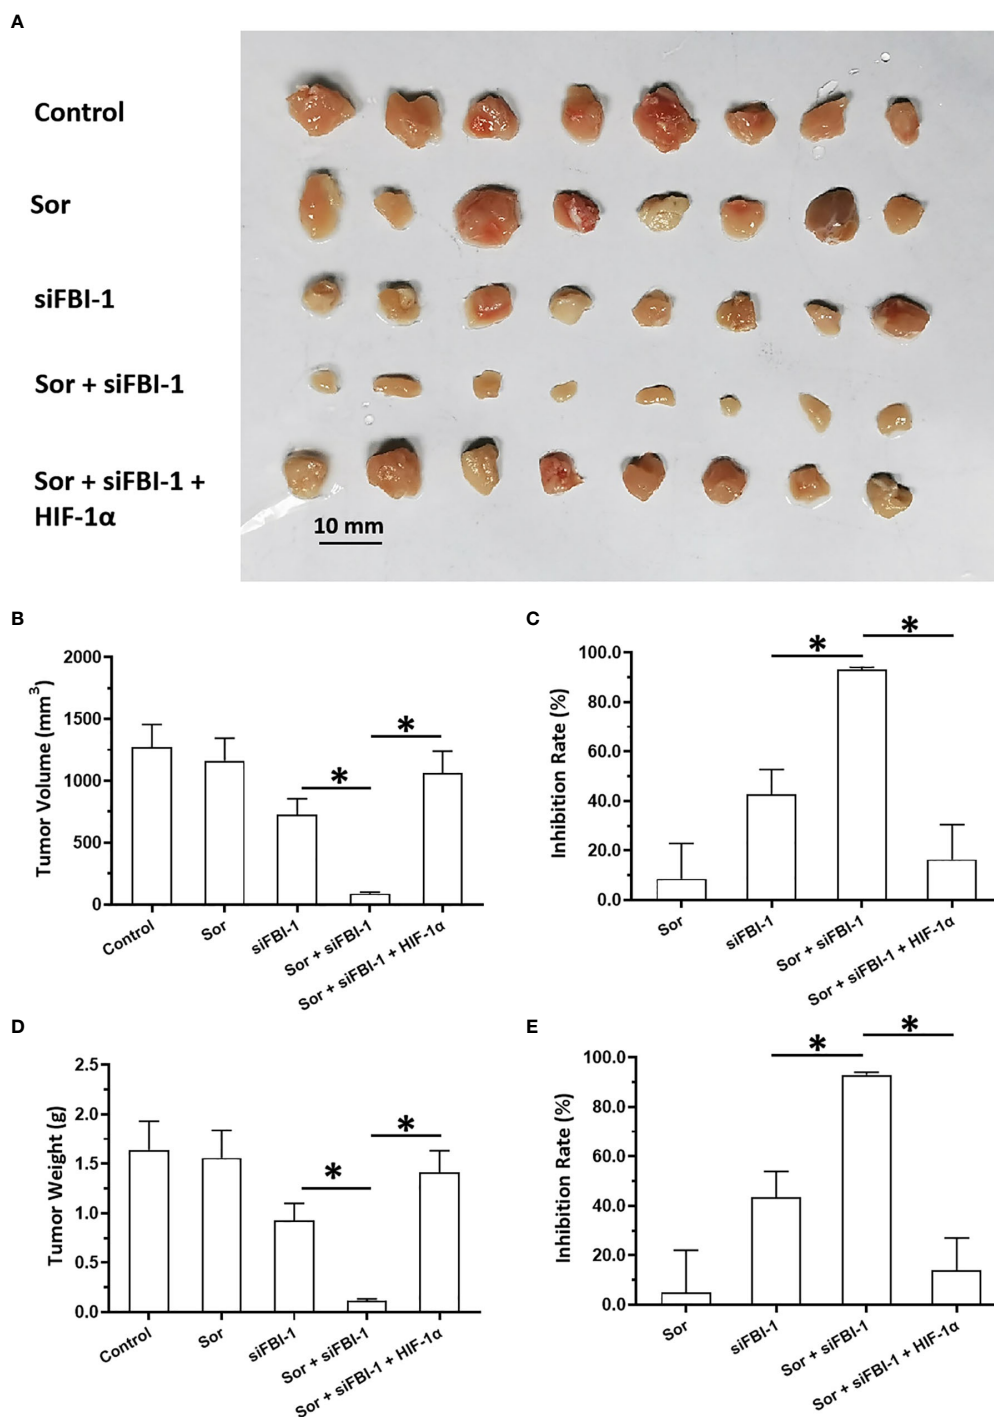 A
Control
Sor
siFBI-1
Sor + siFBI-1
Sor + siFBI-1 +
HIF-1α
10 mm
B
Tumor Volume (mm³)
2000
1500
1000
500
0
*
*
Control
Sor
siFBI-1
Sor + siFBI-1
Sor + siFBI-1 + HIF-1α
C
Inhibition Rate (%)
100.0
80.0
60.0
40.0
20.0
0.0
*
*
Sor
siFBI-1
Sor + siFBI-1
Sor + siFBI-1 + HIF-1α
D
Tumor Weight (g)
2.5
2.0
1.5
1.0
0.5
0.0
*
*
Control
Sor
siFBI-1
Sor + siFBI-1
Sor + siFBI-1 + HIF-1α
E
Inhibition Rate (%)
100.0
80.0
60.0
40.0
20.0
0.0
*
*
Sor
siFBI-1
Sor + siFBI-1
Sor + siFBI-1 + HIF-1α